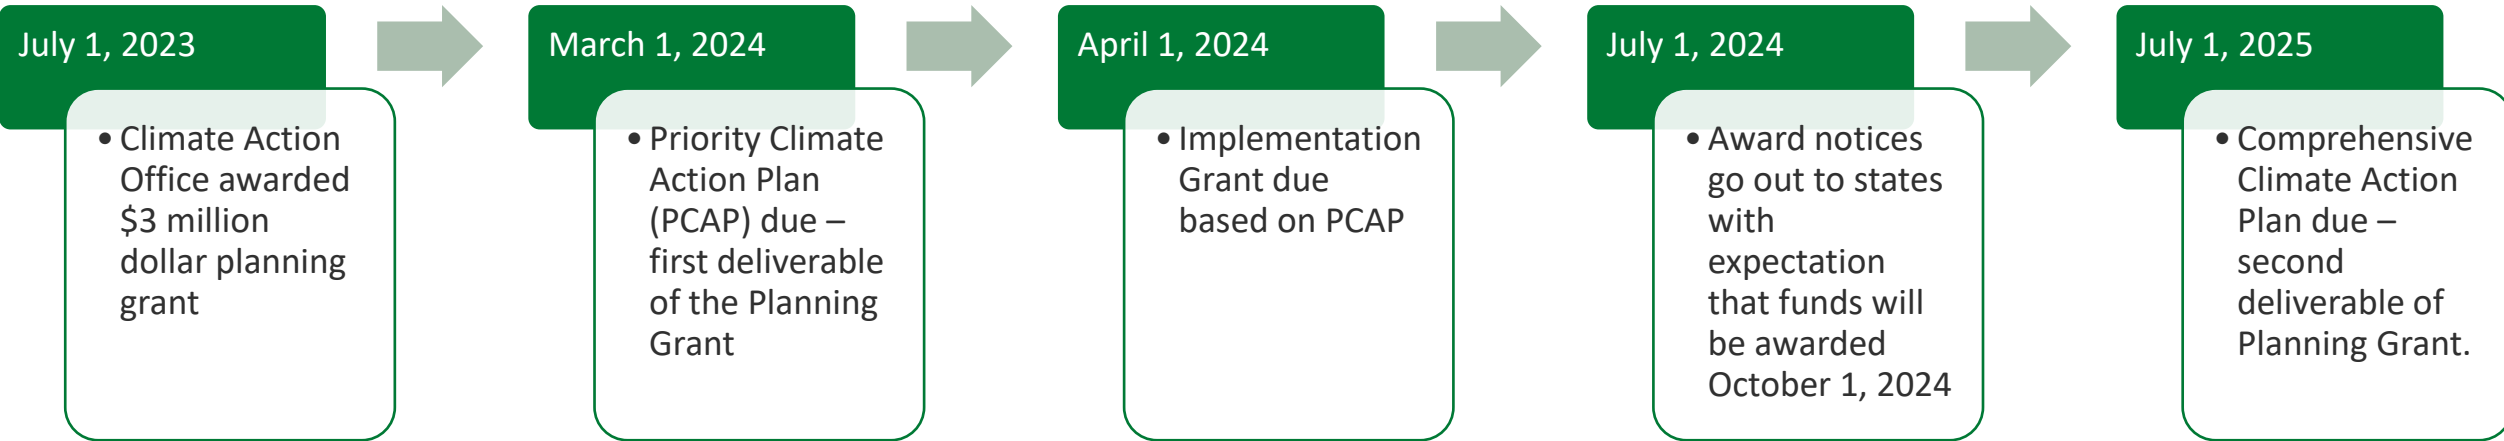 July 1, 2023
• Climate Action
Office awarded
$3 million
dollar planning
grant
March 1, 2024
• Priority Climate
Action Plan
(PCAP) due –
first deliverable
of the Planning
Grant
April 1, 2024
• Implementation
Grant due
based on PCAP
July 1, 2024
• Award notices
go out to states
with
expectation
that funds will
be awarded
October 1, 2024
July 1, 2025
• Comprehensive
Climate Action
Plan due –
second
deliverable of
Planning Grant.